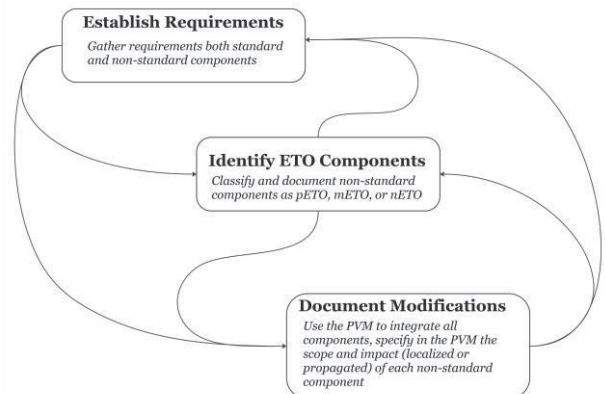 Establish Requirements
Gather requirements both standard
and non-standard components
Identify ETO Components
Classify and document non-standard
components as pETO, mETO, or nETO
Document Modifications
Use the PVM to integrate all
components, specify in the PVM the
scope and impact (localized or
propagated) of each non-standard
component